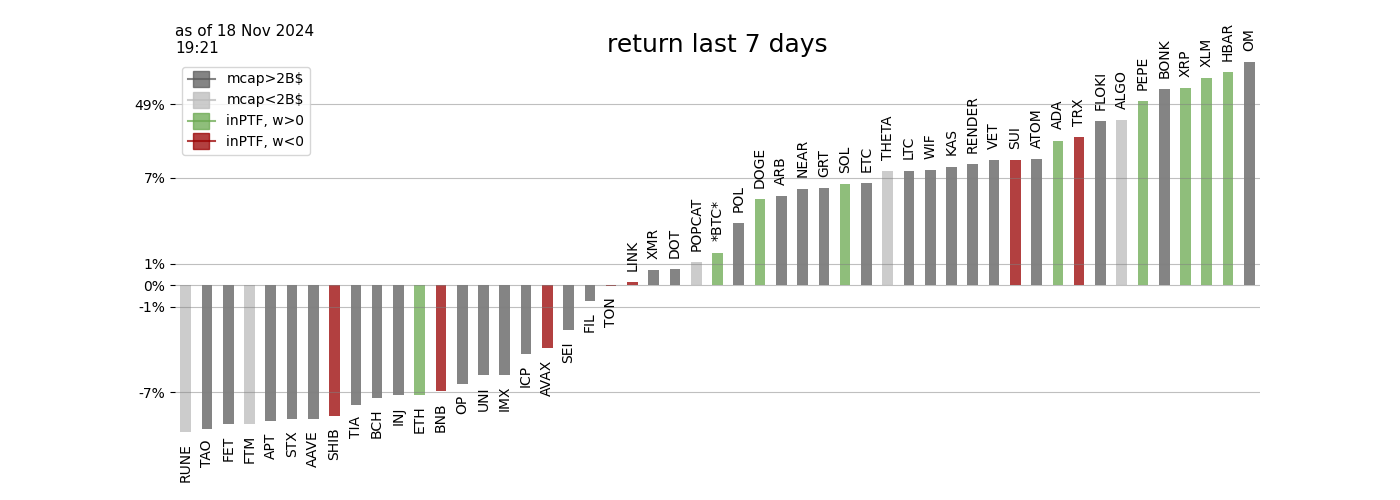 as of 18 Nov 2024
19:21
return last 7 days
mcap>2B$
mcap<2B$
inPTF, w>0
inPTF, w<0
49%
7%
1%
0%
-1%
-7%
RUNE
TAO
FET
FTM
APT
STX
AAVE
SHIB
TIA
BCH
INJ
ETH
BNB
OP
UNI
IMX
ICP
AVAX
SEI
FIL
TON
LINK
XMR
DOT
POPCAT
*BTC*
POL
DOGE
ARB
NEAR
GRT
SOL
ETC
THETA
LTC
WIF
KAS
RENDER
VET
SUI
ATOM
ADA
TRX
FLOKI
ALGO
PEPE
BONK
XRP
XLM
HBAR
OM